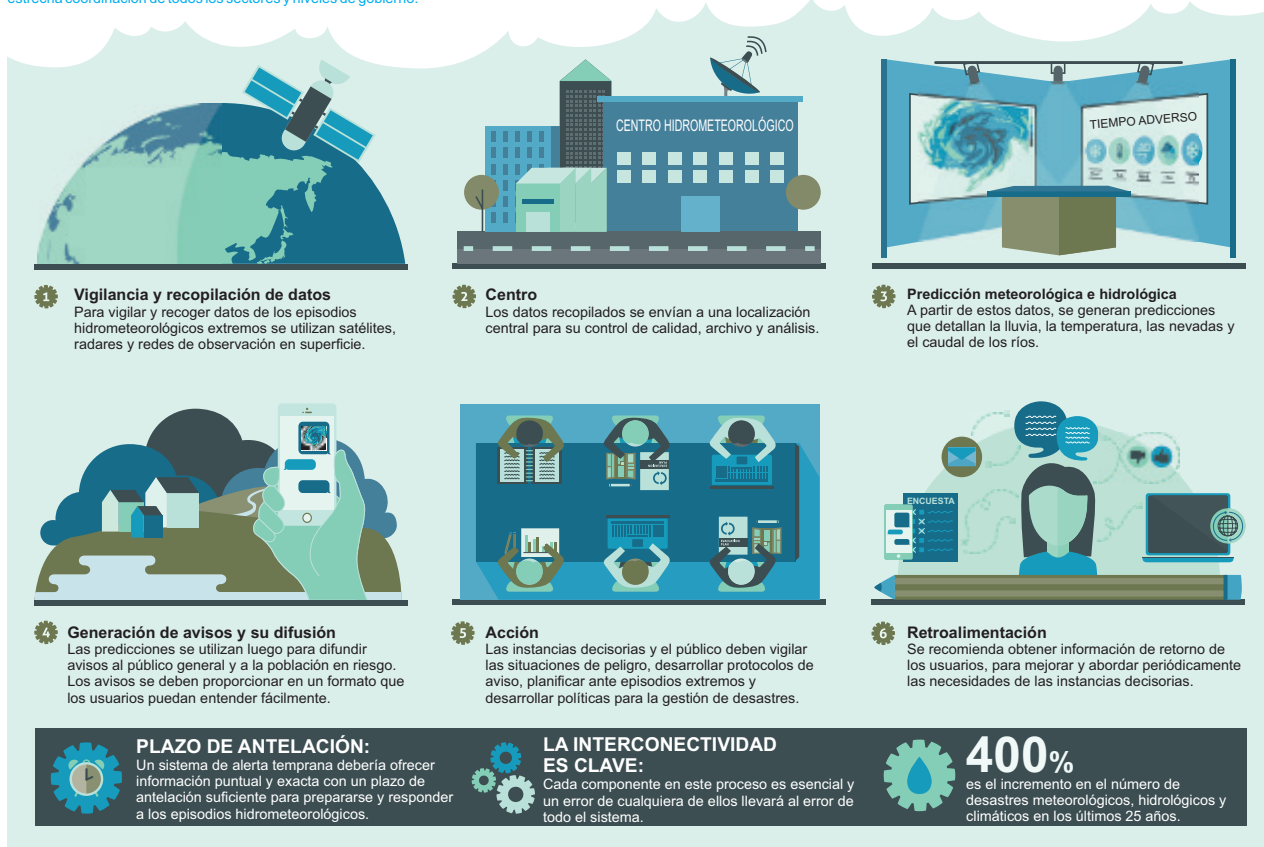 estrecha coordinación de todos los sectores y niveles de gobierno.
CENTRO HIDROMETEOROLÓGICO
TIEMPO ADVERSO
1 Vigilancia y recopilación de datos
Para vigilar y recoger datos de los episodios
hidrometeorológicos extremos se utilizan satélites,
radares y redes de observación en superficie.
2 Centro
Los datos recopilados se envían a una localización
central para su control de calidad, archivo y análisis.
3 Predicción meteorológica e hidrológica
A partir de estos datos, se generan predicciones
que detallan la lluvia, la temperatura, las nevadas y
el caudal de los ríos.
ENCUESTA
4 Generación de avisos y su difusión
Las predicciones se utilizan luego para difundir
avisos al público general y a la población en riesgo.
Los avisos se deben proporcionar en un formato que
los usuarios puedan entender fácilmente.
5 Acción
Las instancias decisorias y el público deben vigilar
las situaciones de peligro, desarrollar protocolos de
aviso, planificar ante episodios extremos y
desarrollar políticas para la gestión de desastres.
6 Retroalimentación
Se recomienda obtener información de retorno de
los usuarios, para mejorar y abordar periódicamente
las necesidades de las instancias decisorias.
PLAZO DE ANTELACIÓN:
Un sistema de alerta temprana debería ofrecer
información puntual y exacta con un plazo de
antelación suficiente para prepararse y responder
a los episodios hidrometeorológicos.
LA INTERCONECTIVIDAD
ES CLAVE:
Cada componente en este proceso es esencial y
un error de cualquiera de ellos llevará al error de
todo el sistema.
400%
es el incremento en el número de
desastres meteorológicos, hidrológicos y
climáticos en los últimos 25 años.